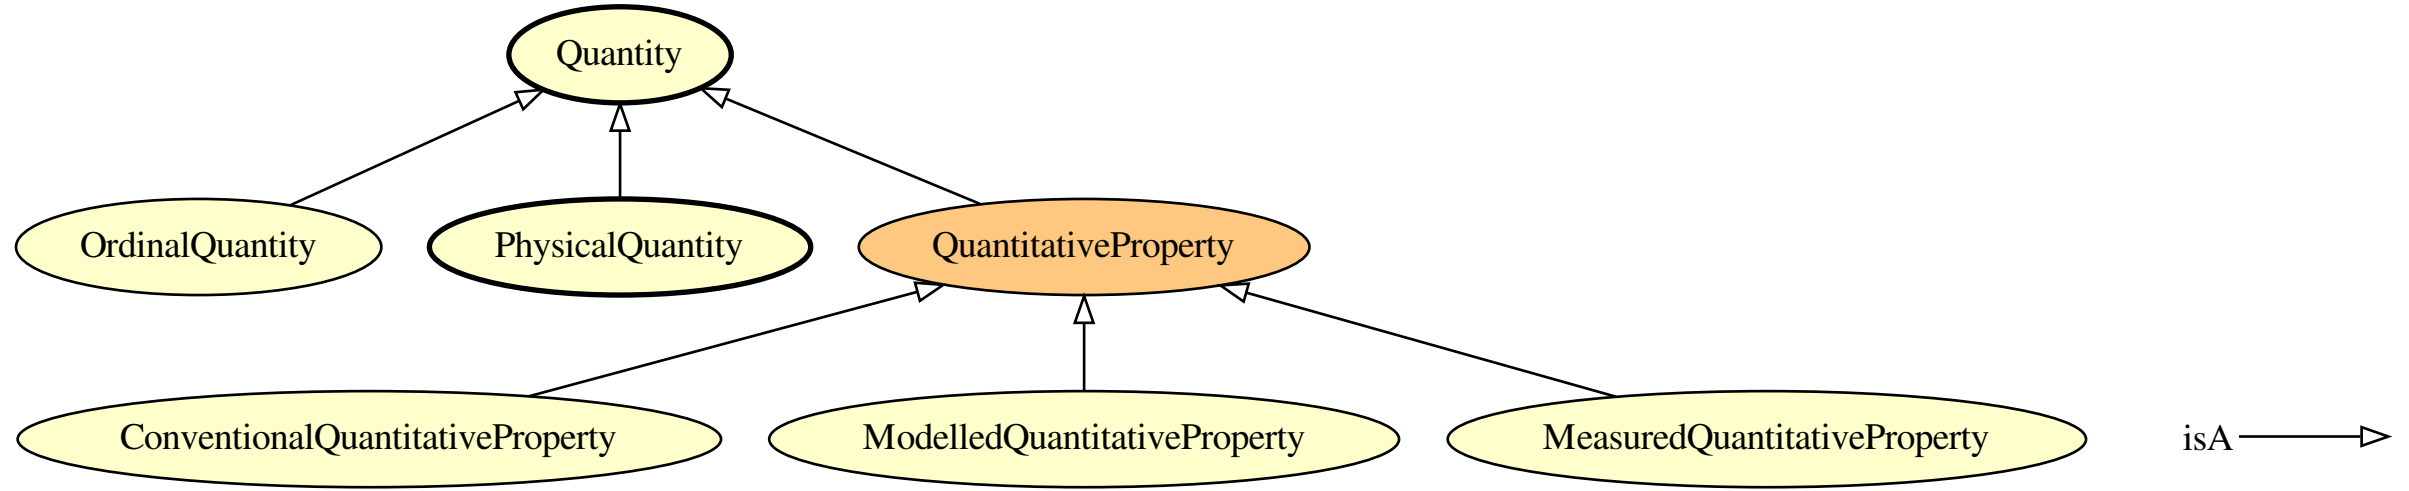 Quantity
OrdinalQuantity
PhysicalQuantity
QuantitativeProperty
ConventionalQuantitativeProperty
ModelledQuantitativeProperty
MeasuredQuantitativeProperty
isA